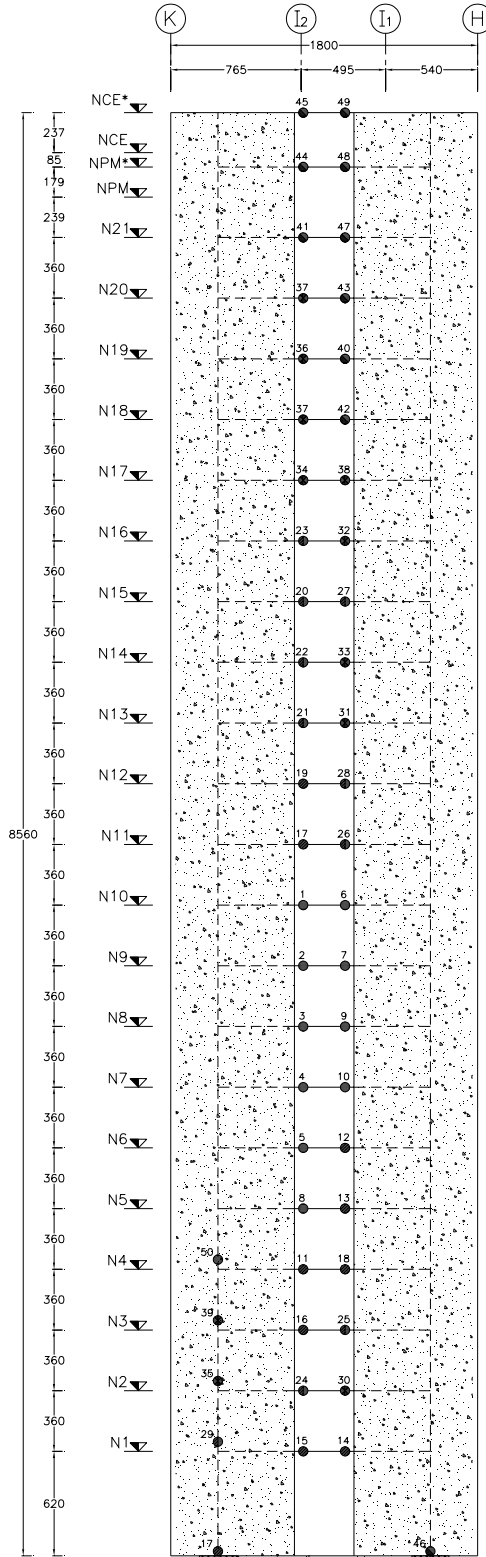 K I2 I1 H
1800
765 495 540
NCE* 45 49
237
NCE
85 NPM* 44 48
179
NPM
239
N21 41 47
360
N20 37 43
360
N19 36 40
360
N18 37 42
360
N17 34 38
360
N16 23 32
360
N15 20 27
360
N14 22 33
360
N13 21 31
360
N12 19 28
360
8560
N11 17 26
360
N10 1 6
360
N9 2 7
360
N8 3 9
360
N7 4 10
360
N6 5 12
360
N5 8 13
360
50
N4 11 18
360
39
N3 16 25
360
35
N2 24 30
360
29
N1 15 14
620
17 46